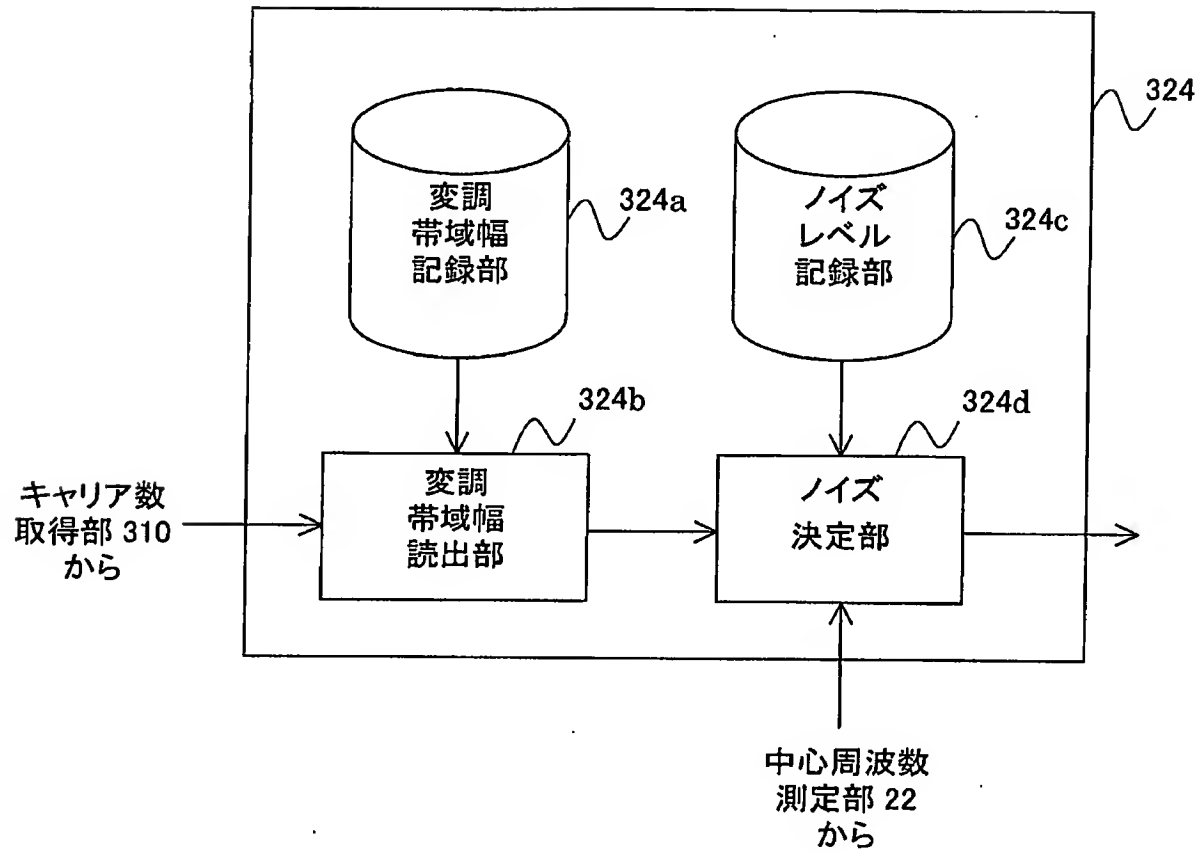 324
変調
帯域幅
記録部
324a
ノイズ
レベル
記録部
324c
324b
324d
キャリア数
取得部 310
から
変調
帯域幅
読出部
ノイズ
決定部
中心周波数
測定部 22
から